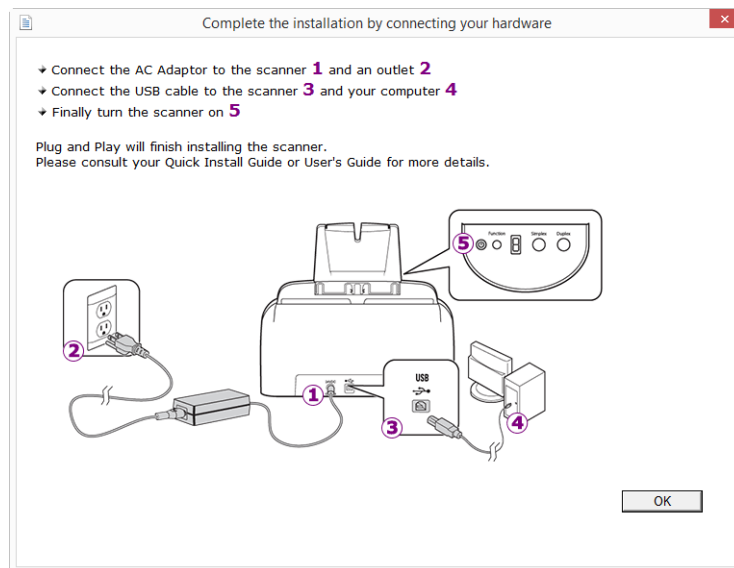 Complete the installation by connecting your hardware
Connect the AC Adaptor to the scanner 1 and an outlet 2
Connect the USB cable to the scanner 3 and your computer 4
Finally turn the scanner on 5
Plug and Play will finish installing the scanner.
Please consult your Quick Install Guide or User's Guide for more details.
Function Simplex Duplex
5
8
2
1
USB
3
4
OK